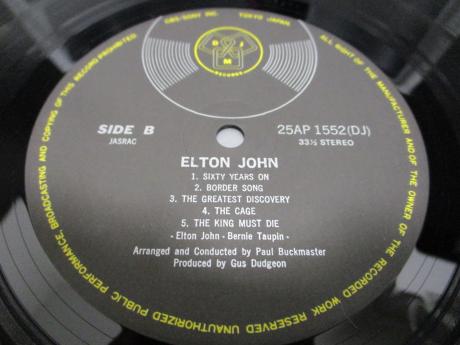 CBS/SONY INC. TOKYO JAPAN
ALL RIGHT OF THE MANUFACTURER AND OF THE OWNER OF THE RECORDED WORK RESERVED UNAUTHORIZED PUBLIC PERFORMANCE, BROADCASTING AND COPYING OF THIS RECORD PROHIBITED
D J
M
RECORDS
SIDE B
JASRAC
25AP 1552(DJ)
33⅓ STEREO
ELTON JOHN
1. SIXTY YEARS ON
2. BORDER SONG
3. THE GREATEST DISCOVERY
4. THE CAGE
5. THE KING MUST DIE
- Elton John - Bernie Taupin -
Arranged and Conducted by Paul Buckmaster
Produced by Gus Dudgeon